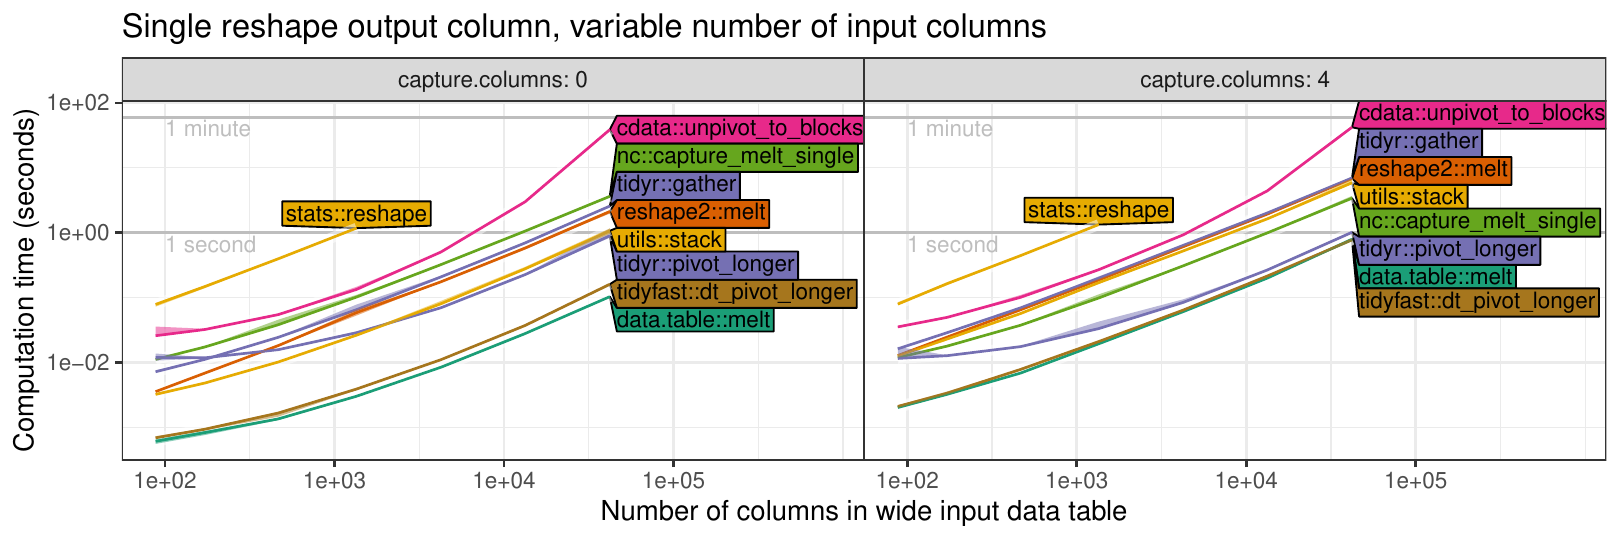 Single reshape output column, variable number of input columns
capture.columns: 0
capture.columns: 4
Computation time (seconds)
1e+02
1e+00
1e−02
1 minute
1 second
stats::reshape
cdata::unpivot_to_blocks
nc::capture_melt_single
tidyr::gather
reshape2::melt
utils::stack
tidyr::pivot_longer
tidyfast::dt_pivot_longer
data.table::melt
1 minute
1 second
stats::reshape
cdata::unpivot_to_blocks
tidyr::gather
reshape2::melt
utils::stack
nc::capture_melt_single
tidyr::pivot_longer
data.table::melt
tidyfast::dt_pivot_longer
1e+02 1e+03 1e+04 1e+05
1e+02 1e+03 1e+04 1e+05
Number of columns in wide input data table